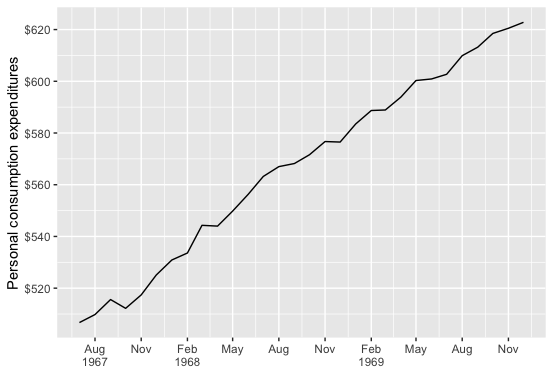 Personal consumption expenditures
$620
$600
$580
$560
$540
$520
Aug Nov Feb May Aug Nov Feb May Aug Nov
1967 1968 1969